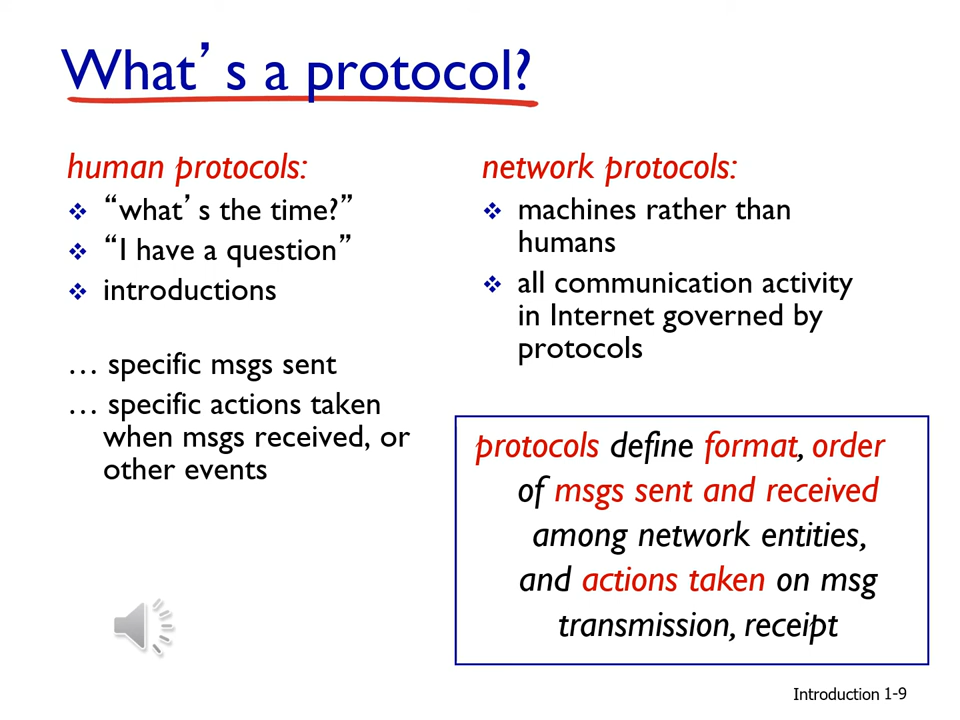 What’s a protocol?
human protocols:
“what’s the time?”
“I have a question”
introductions
… specific msgs sent
… specific actions taken
when msgs received, or
other events
network protocols:
machines rather than
humans
all communication activity
in Internet governed by
protocols
protocols define format, order
of msgs sent and received
among network entities,
and actions taken on msg
transmission, receipt
Introduction 1-9